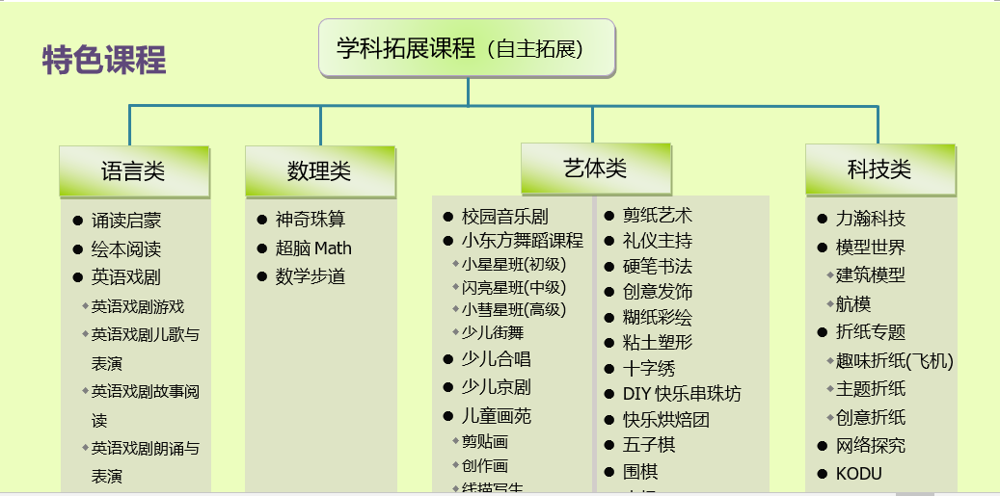 特色课程
学科拓展课程（自主拓展）
语言类
诵读启蒙
绘本阅读
英语戏剧
英语戏剧游戏
英语戏剧儿歌与
表演
英语戏剧故事阅
读
英语戏剧朗诵与
表演
数理类
神奇珠算
超脑 Math
数学步道
艺体类
校园音乐剧
小东方舞蹈课程
小星星班(初级)
闪亮星班(中级)
小彗星班(高级)
少儿街舞
少儿合唱
少儿京剧
儿童画苑
剪贴画
创作画
线描写生
剪纸艺术
礼仪主持
硬笔书法
创意发饰
糊纸彩绘
粘土塑形
十字绣
DIY 快乐串珠坊
快乐烘焙团
五子棋
围棋
科技类
力瀚科技
模型世界
建筑模型
航模
折纸专题
趣味折纸(飞机)
主题折纸
创意折纸
网络探究
KODU